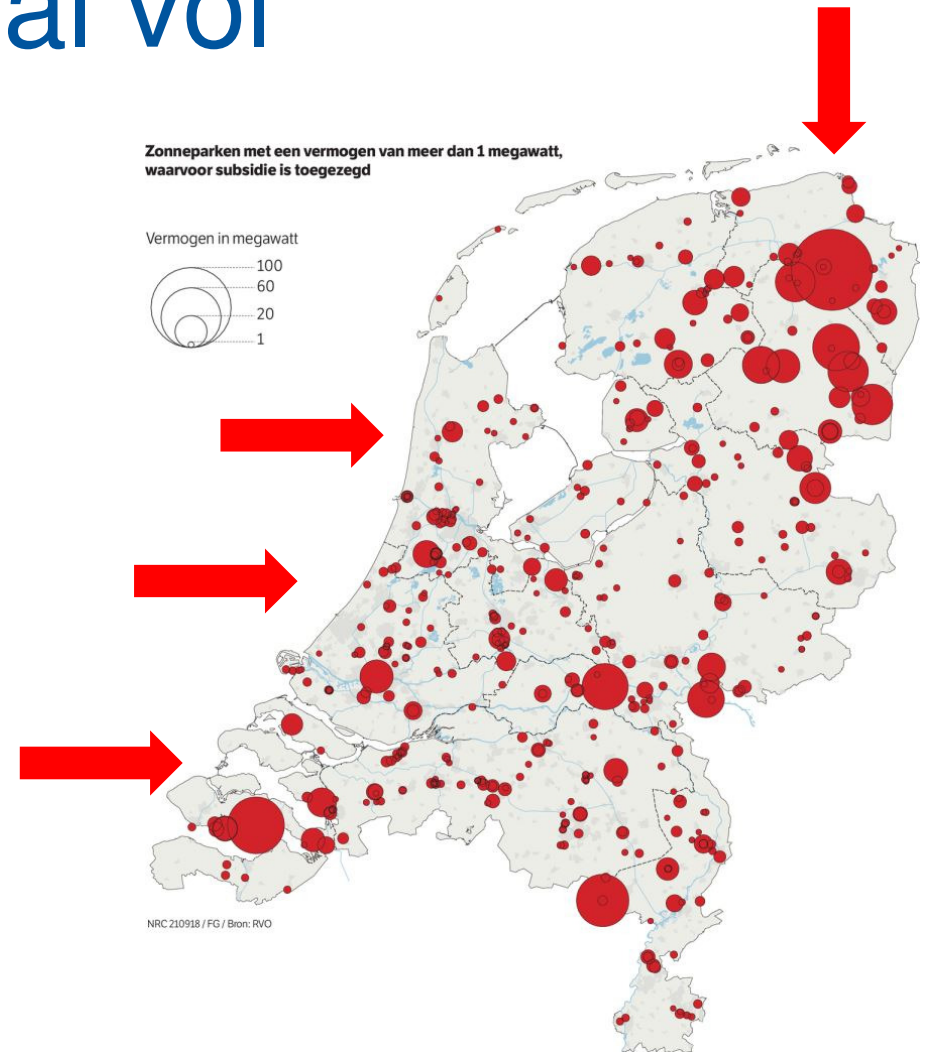 al vol
Zonneparken met een vermogen van meer dan 1 megawatt,
waarvoor subsidie is toegezegd
Vermogen in megawatt
100
60
20
1
NRC 210918 / FG / Bron: RVO